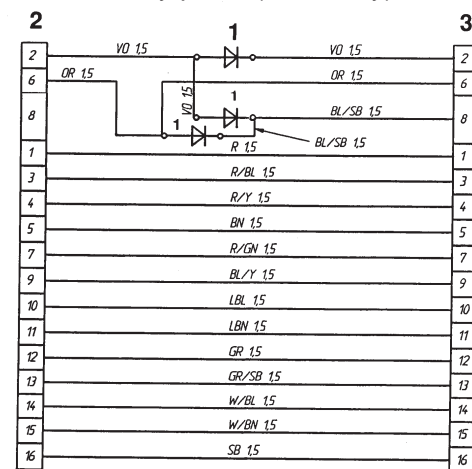 2 1 3
2 VO 1,5 VO 1,5 2
6 OR 1,5 OR 1,5 6
VO 1,5
8 1 BL/SB 1,5 8
1
R 1,5 BL/SB 1,5
1 1
3 R/BL 1,5 3
4 R/Y 1,5 4
5 BN 1,5 5
7 R/GN 1,5 7
9 BL/Y 1,5 9
10 LBL 1,5 10
11 LBN 1,5 11
12 GR 1,5 12
13 GR/SB 1,5 13
14 W/BL 1,5 14
15 W/BN 1,5 15
16 SB 1,5 16